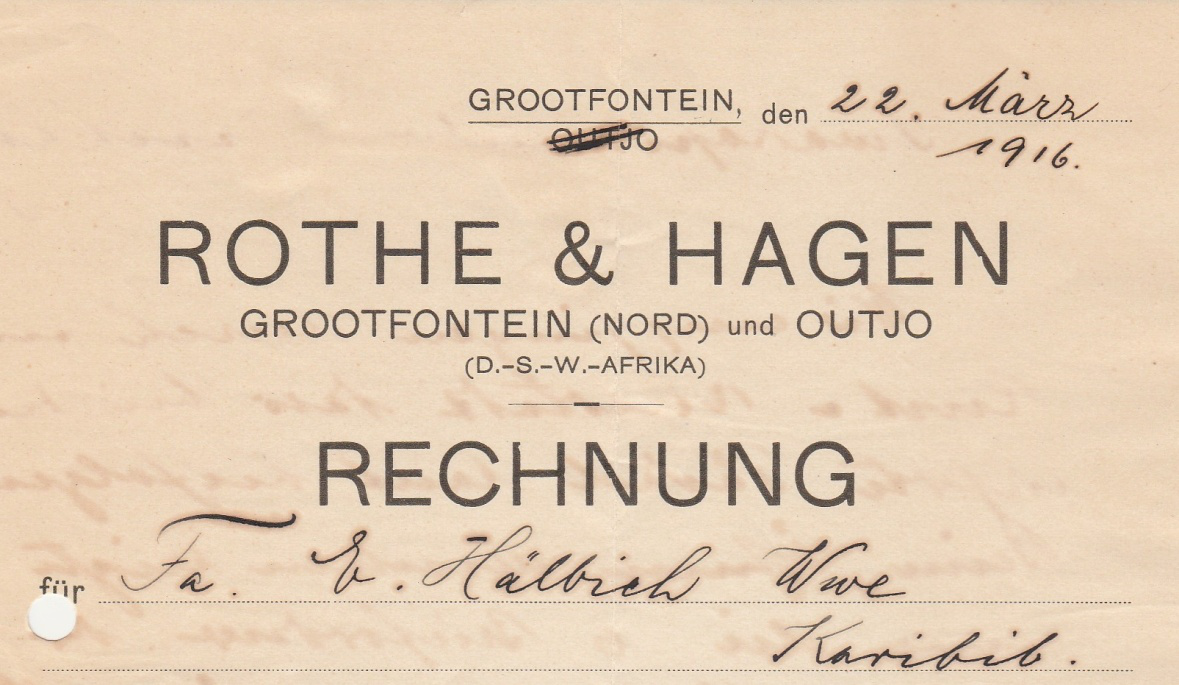 GROOTFONTEIN, den 22. März
OUTJO
1916.
ROTHE & HAGEN
GROOTFONTEIN (NORD) und OUTJO
(D.-S.-W.-AFRIKA)
RECHNUNG
für Fa. E. Hälbich Wwe
Karibib.